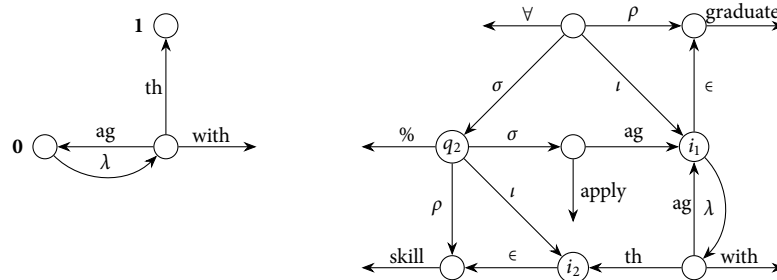 1
th
0
ag
λ
with
∀
ρ
graduate
σ
ι
ϵ
%
q₂
σ
ag
i₁
ρ
ι
apply
ag
λ
skill
ϵ
i₂
th
with